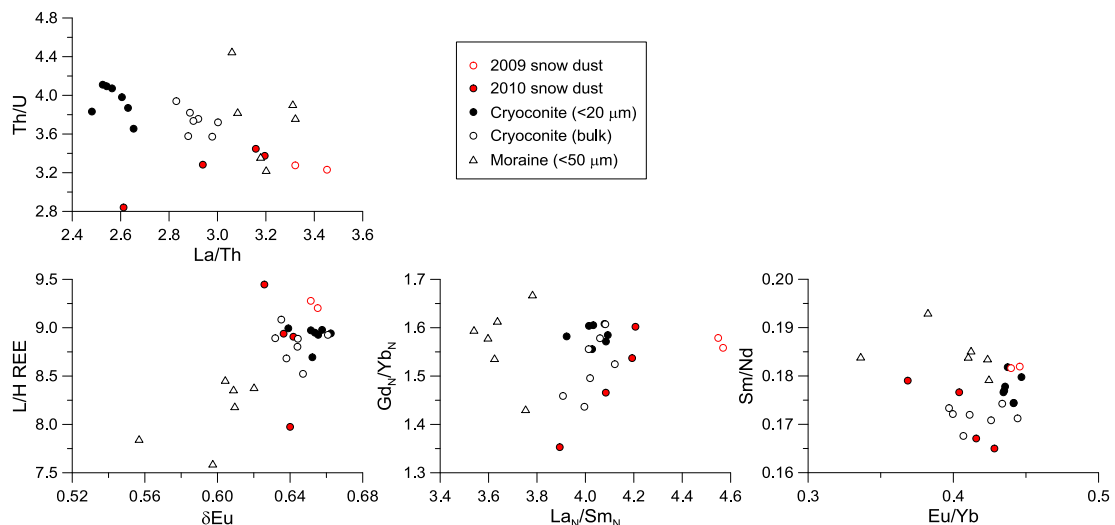 4.8
4.4
4.0
3.6
3.2
2.8
Th/U
2.4 2.6 2.8 3.0 3.2 3.4 3.6
La/Th
2009 snow dust
2010 snow dust
Cryoconite (<20 μm)
Cryoconite (bulk)
Moraine (<50 μm)
9.5
9.0
8.5
8.0
7.5
L/H REE
0.52 0.56 0.60 0.64 0.68
δEu
1.7
1.6
1.5
1.4
1.3
GdN/YbN
3.4 3.6 3.8 4.0 4.2 4.4 4.6
LaN/SmN
0.20
0.19
0.18
0.17
0.16
Sm/Nd
0.3 0.4 0.5
Eu/Yb